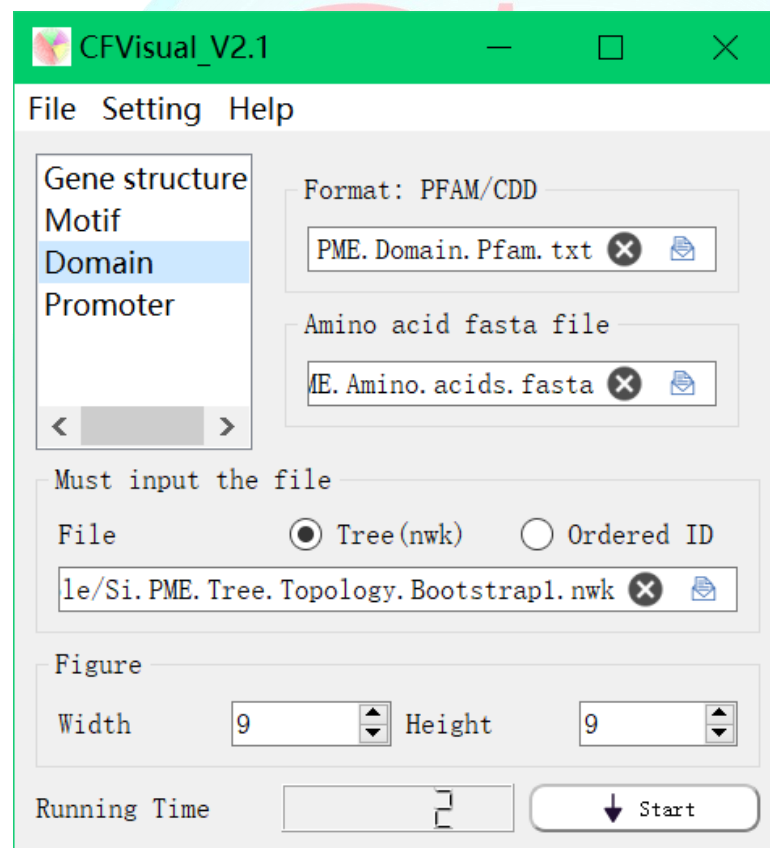 CFVisual_V2.1
File Setting Help
Gene structure
Motif
Domain
Promoter
Format: PFAM/CDD
PME.Domain.Pfam.txt
Amino acid fasta file
ME.Amino.acids.fasta
Must input the file
File Tree(nwk) Ordered ID
le/Si.PME.Tree.Topology.Bootstrap1.nwk
Figure
Width 9 Height 9
Running Time 2 Start